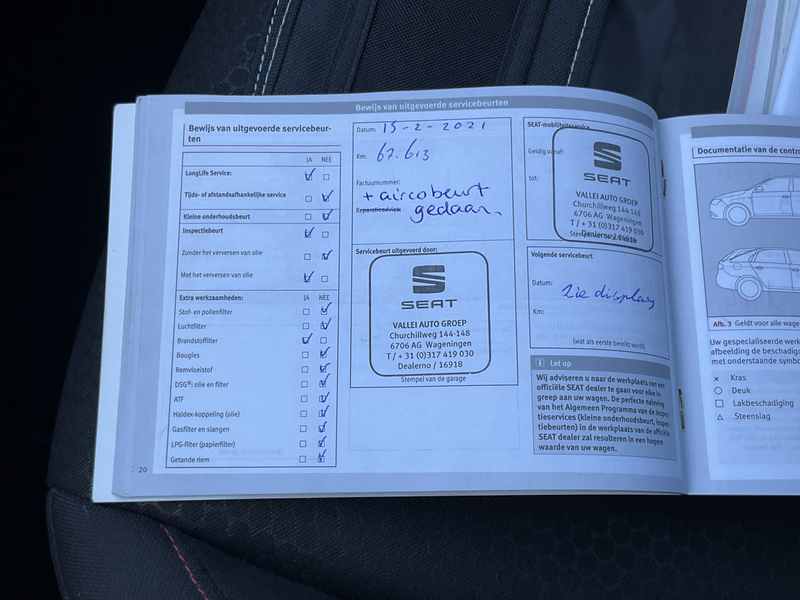 Bewijs van uitgevoerde servicebeurten
Bewijs van uitgevoerde servicebeur-
ten
JA NEE
LongLife Service:
Tijds- of afstandsafhankelijke service
Kleine onderhoudsbeurt
Inspectiebeurt
Zonder het verversen van olie
Met het verversen van olie
Extra werkzaamheden: JA NEE
Stof- en pollenfilter
Luchtfilter
Brandstoffilter
Bougies
Remvloeistof
DSG®: olie en filter
ATF
Haldex-koppeling (olie)
Gasfilter en slangen
LPG-filter (papierfilter)
Getande riem
20
Datum: 15-2-2021
Km: 67.613
Factuurnummer:
+ aircobeurt
Reparatieadvies: gedaan.
Servicebeurt uitgevoerd door:
SEAT
VALLEI AUTO GROEP
Churchillweg 144-148
6706 AG Wageningen
T / + 31 (0)317 419 030
Dealerno / 16918
Stempel van de garage
SEAT-mobiliteitsservice
Geldig vanaf:
tot:
SEAT
VALLEI AUTO GROEP
Churchillweg 144-148
6706 AG Wageningen
T / + 31 (0)317 419 030
Dealerno / 16918
Volgende servicebeurt
Datum: zie display
Km:
(wat als eerste bereikt wordt)
i Let op
Wij adviseren u naar de werkplaats van een
officiële SEAT dealer te gaan voor elke in-
greep aan uw wagen. De perfecte naleving
van het Algemeen Programma van de Inspec-
tieservices (kleine onderhoudsbeurt, inspec-
tiebeurten) in de werkplaats van de officiële
SEAT dealer zal resulteren in een hogere
waarde van uw wagen.
Documentatie van de contro
Afb. 3 Geldt voor alle wage
Uw gespecialiseerde werk
afbeelding de beschadig
met onderstaande symbo
Kras
Deuk
Lakbeschadiging
Steenslag